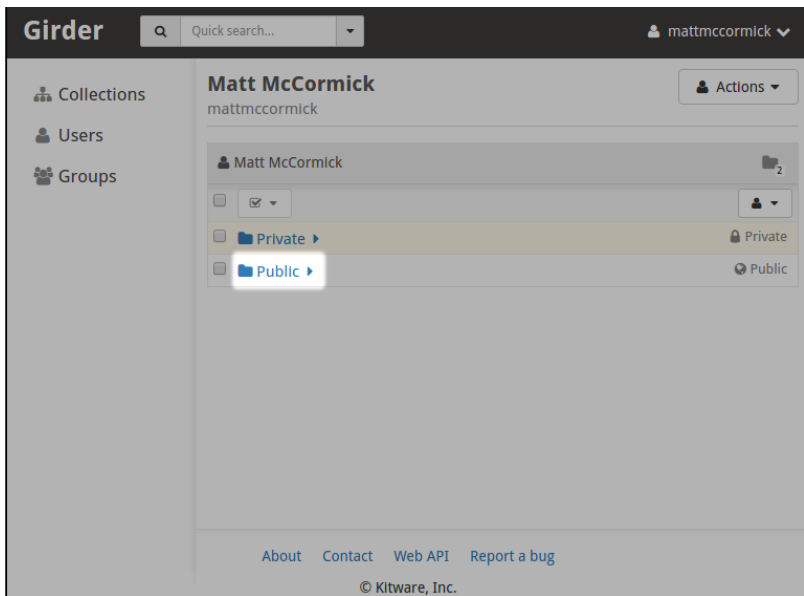 Girder
Quick search...
mattmccormick
Collections
Users
Groups
Matt McCormick
mattmccormick
Actions
Matt McCormick
2
Private
Private
Public
Public
About Contact Web API Report a bug
© Kitware, Inc.